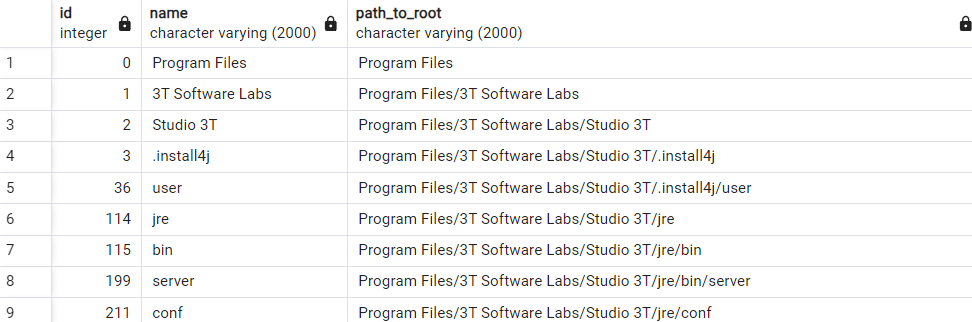 id name path_to_root
integer character varying (2000) character varying (2000)
1 0 Program Files Program Files
2 1 3T Software Labs Program Files/3T Software Labs
3 2 Studio 3T Program Files/3T Software Labs/Studio 3T
4 3 .install4j Program Files/3T Software Labs/Studio 3T/.install4j
5 36 user Program Files/3T Software Labs/Studio 3T/.install4j/user
6 114 jre Program Files/3T Software Labs/Studio 3T/jre
7 115 bin Program Files/3T Software Labs/Studio 3T/jre/bin
8 199 server Program Files/3T Software Labs/Studio 3T/jre/bin/server
9 211 conf Program Files/3T Software Labs/Studio 3T/jre/conf